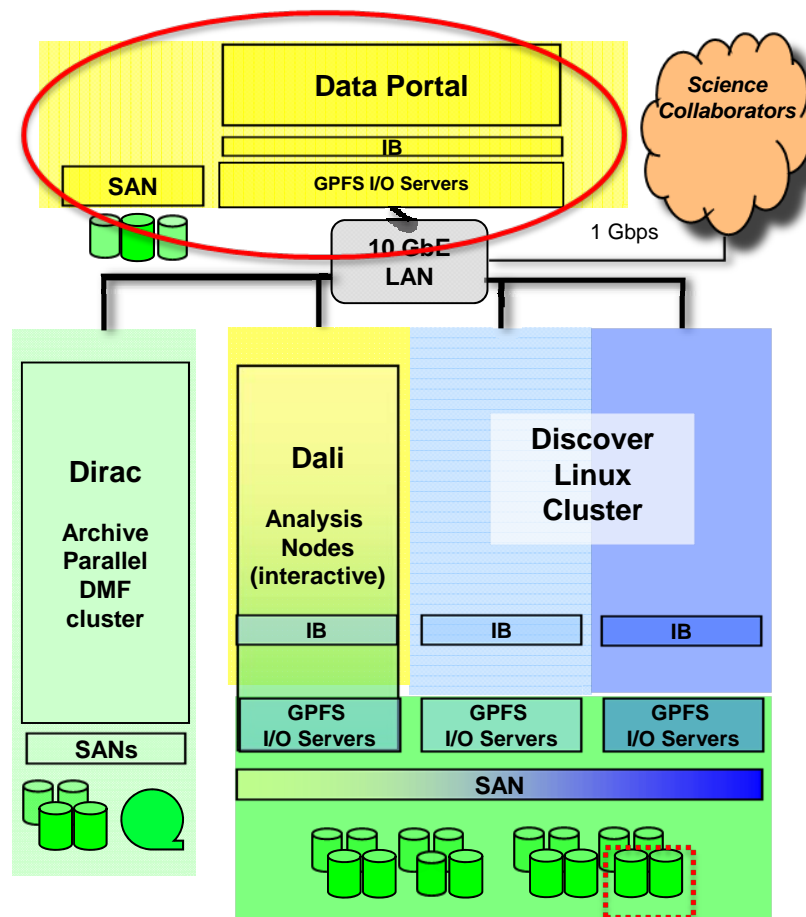 Data Portal
IB
GPFS I/O Servers
SAN
Science
Collaborators
1 Gbps
10 GbE
LAN
Dirac
Archive
Parallel
DMF
cluster
SANs
Dali
Analysis
Nodes
(interactive)
IB
GPFS
I/O Servers
Discover
Linux
Cluster
IB
IB
GPFS
I/O Servers
GPFS
I/O Servers
SAN